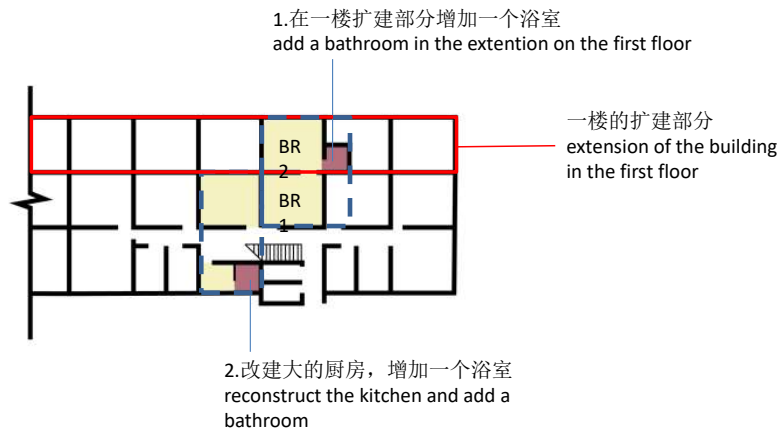 1.在一楼扩建部分增加一个浴室
add a bathroom in the extention on the first floor
一楼的扩建部分
extension of the building
in the first floor
BR
2
BR
1
2.改建大的厨房，增加一个浴室
reconstruct the kitchen and add a
bathroom